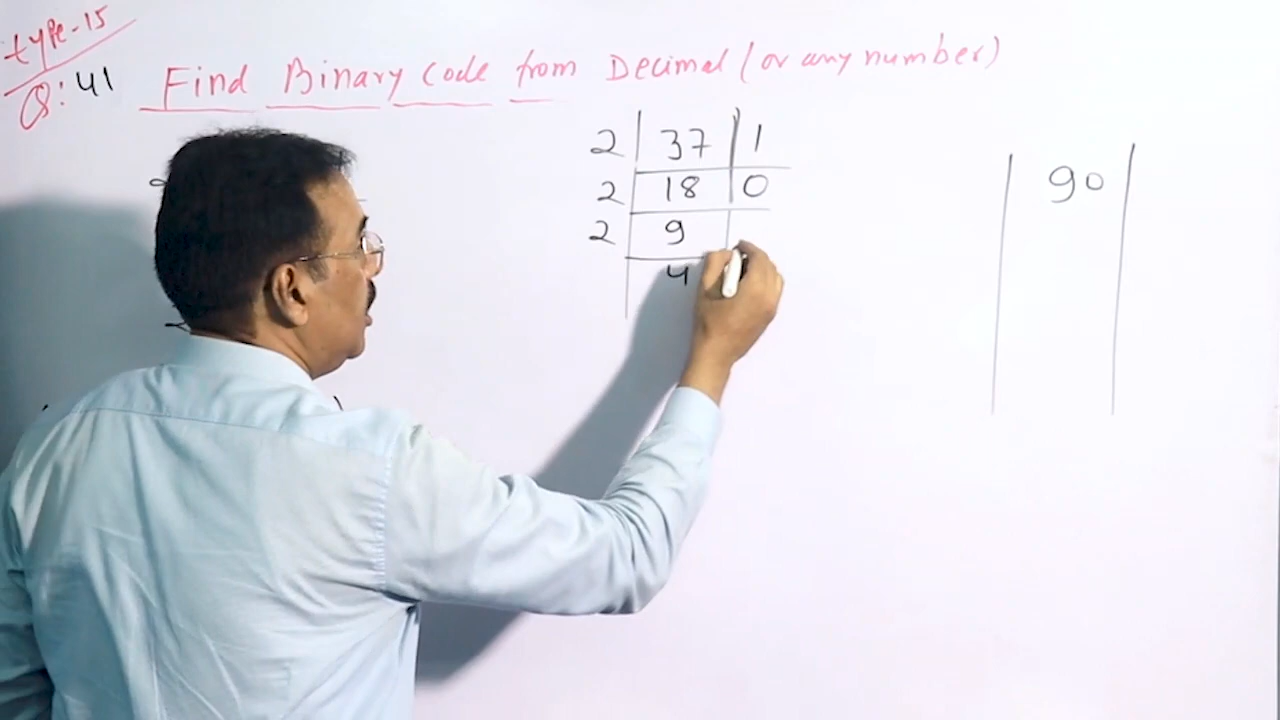 type-15
Q: 41 Find Binary Code from Decimal (or any number)
2 37 1
2 18 0
2 9
4
90